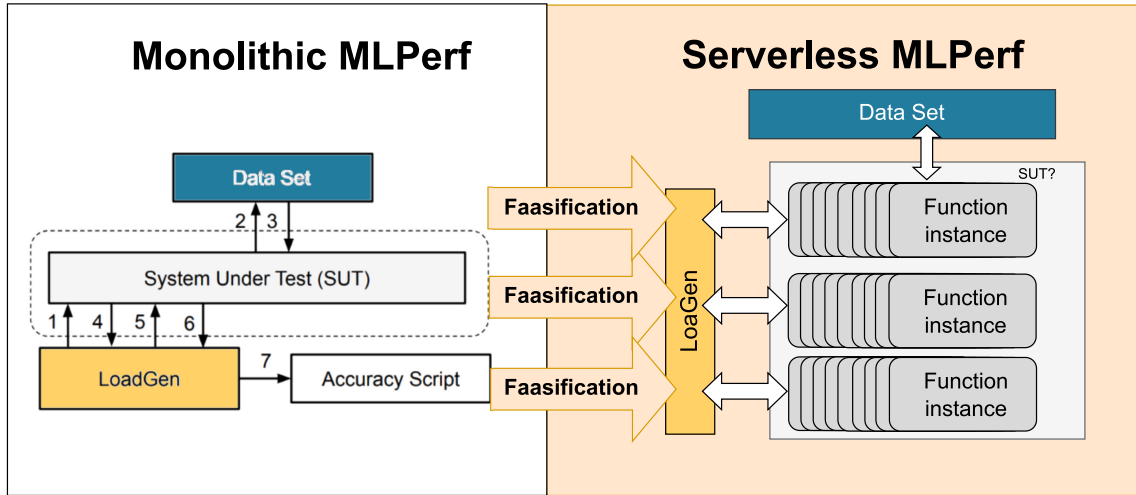 Monolithic MLPerf
Data Set
2 3
System Under Test (SUT)
1 4 5 6
LoadGen
7
Accuracy Script
Serverless MLPerf
Data Set
SUT?
Faasification
Faasification
Faasification
LoaGen
Function
instance
Function
instance
Function
instance